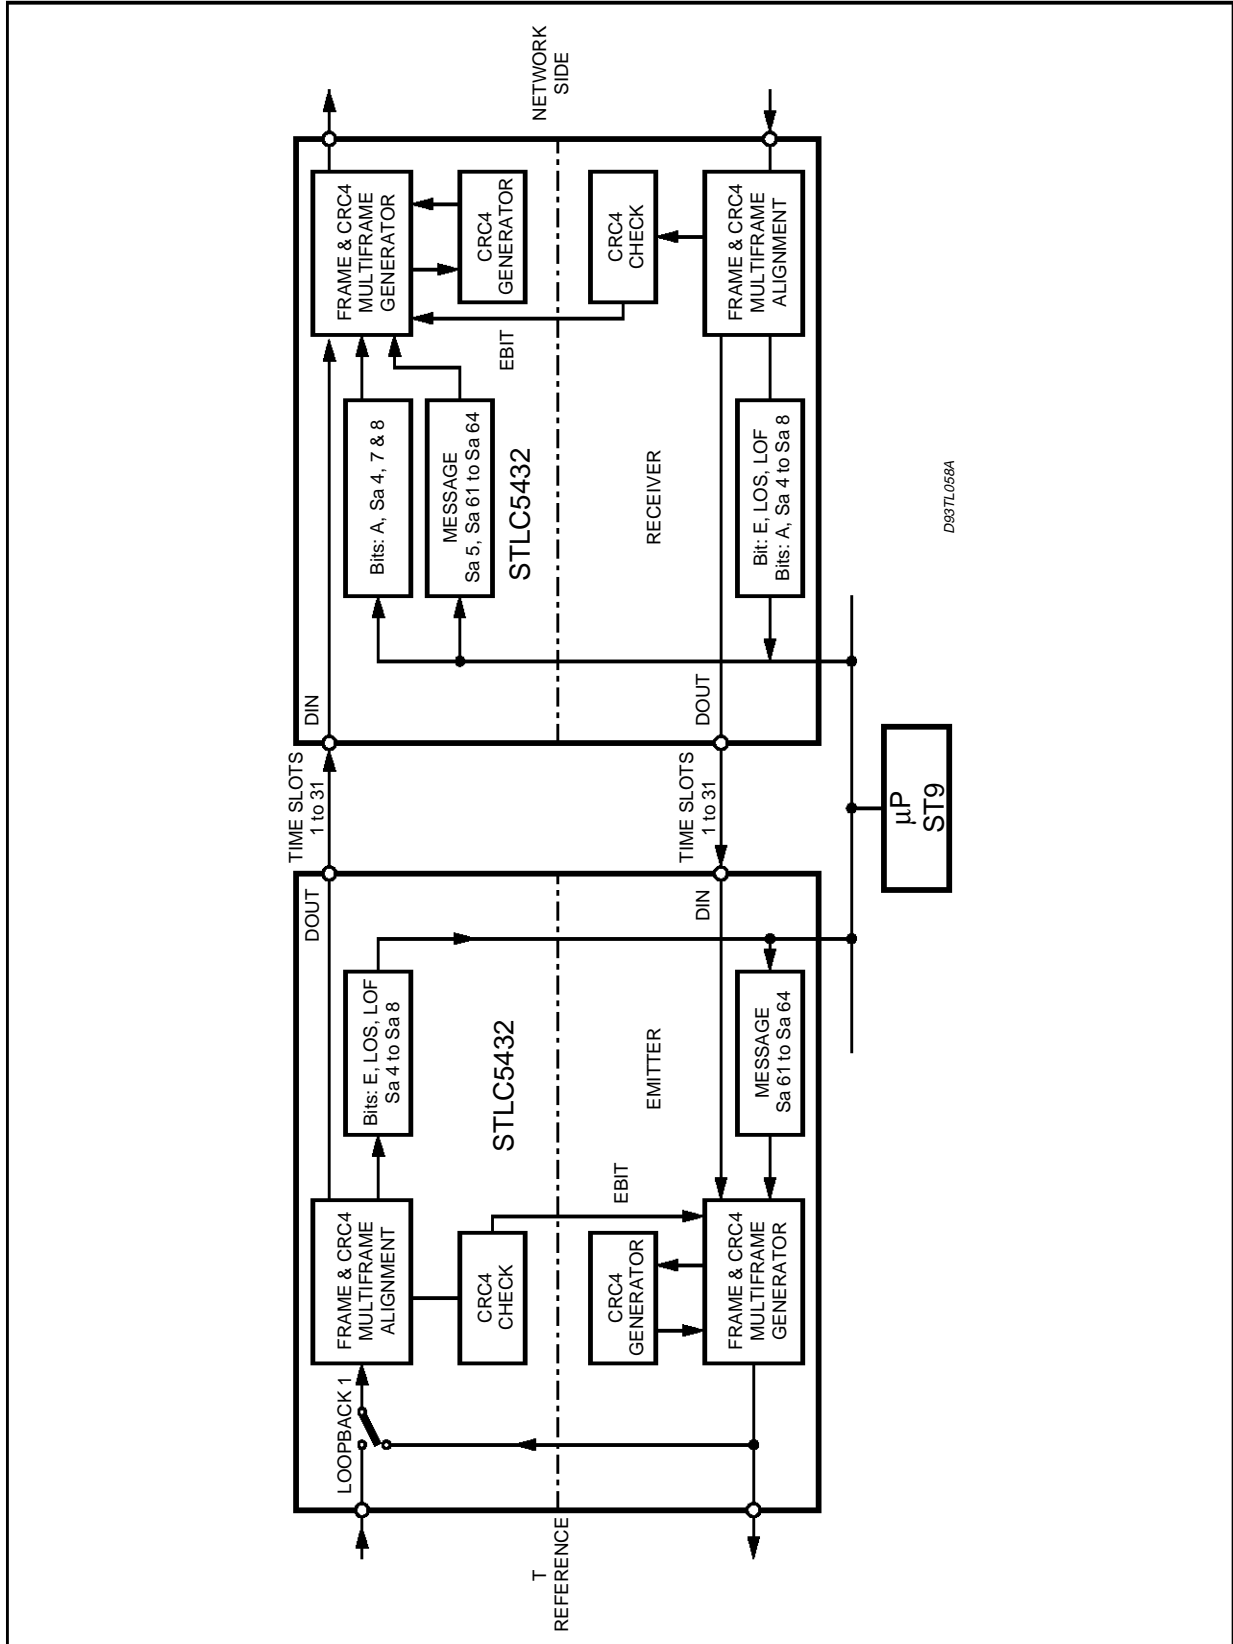 T
REFERENCE
LOOPBACK 1
FRAME & CRC4
MULTIFRAME
ALIGNMENT
CRC4
CHECK
Bits: E, LOS, LOF
Sa 4 to Sa 8
DOUT
STLC5432
EMITTER
EBIT
CRC4
GENERATOR
FRAME & CRC4
MULTIFRAME
GENERATOR
MESSAGE
Sa 61 to Sa 64
DIN
TIME SLOTS
1 to 31
TIME SLOTS
1 to 31
µP
ST9
DIN
Bits: A, Sa 4, 7 & 8
MESSAGE
Sa 5, Sa 61 to Sa 64
STLC5432
FRAME & CRC4
MULTIFRAME
GENERATOR
CRC4
GENERATOR
EBIT
RECEIVER
CRC4
CHECK
FRAME & CRC4
MULTIFRAME
ALIGNMENT
DOUT
Bit: E, LOS, LOF
Bits: A, Sa 4 to Sa 8
NETWORK
SIDE
D93TL058A